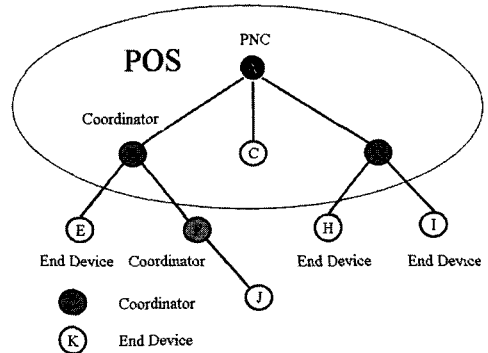 PNC
POS
Coordinator
C
E
H
I
End Device
Coordinator
End Device
End Device
J
Coordinator
K
End Device